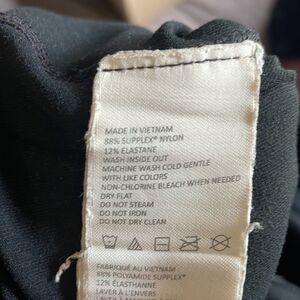 MADE IN VIETNAM
88% SUPPLEX® NYLON
12% ELASTANE
WASH INSIDE OUT
MACHINE WASH COLD GENTLE
WITH LIKE COLORS
NON-CHLORINE BLEACH WHEN NEEDED
DRY FLAT
DO NOT STEAM
DO NOT IRON
DO NOT DRY CLEAN
FABRIQUÉ AU VIETNAM
88% POLYAMIDE SUPPLEX®
12% ÉLASTHANNE
LAVER À L'ENVERS